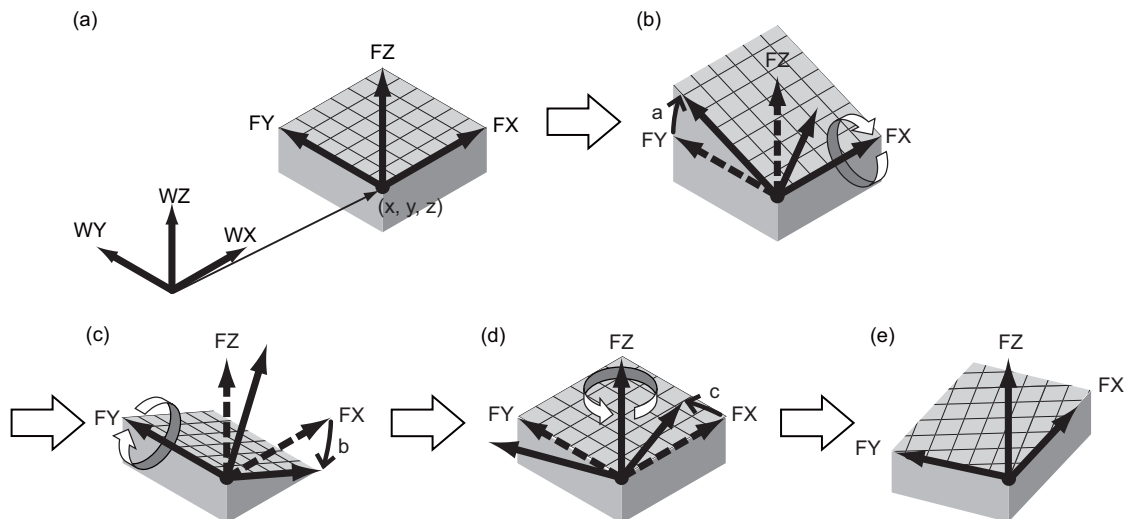 (a)
FZ
FY
FX
(x, y, z)
WZ
WY
WX
(b)
FZ
a
FY
FX
(c)
FZ
FY
FX
b
(d)
FZ
c
FY
FX
(e)
FZ
FX
FY